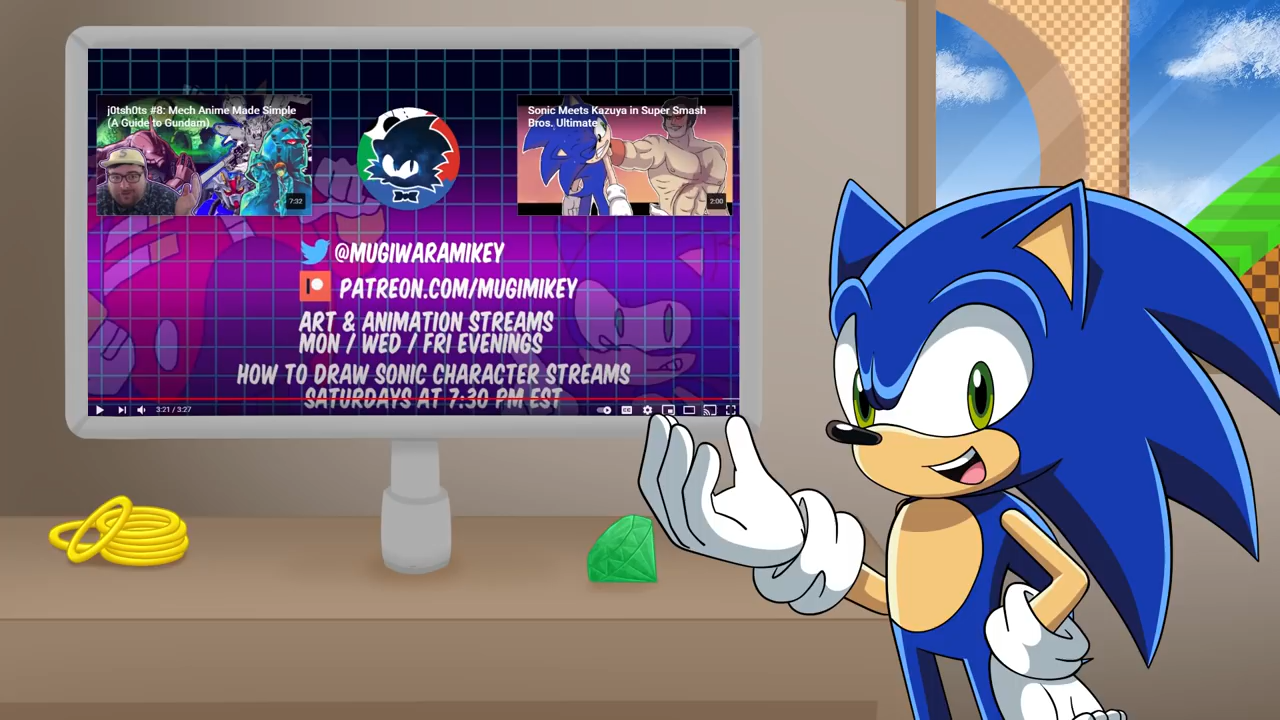 j0tsh0ts #8: Mech Anime Made Simple
(A Guide to Gundam)
7:32
Sonic Meets Kazuya in Super Smash
Bros. Ultimate
2:00
@MUGIWARAMIKEY
PATREON.COM/MUGIMIKEY
ART & ANIMATION STREAMS
MON / WED / FRI EVENINGS
HOW TO DRAW SONIC CHARACTER STREAMS
SATURDAYS AT 7:30 PM EST
3:21 / 3:27
CC